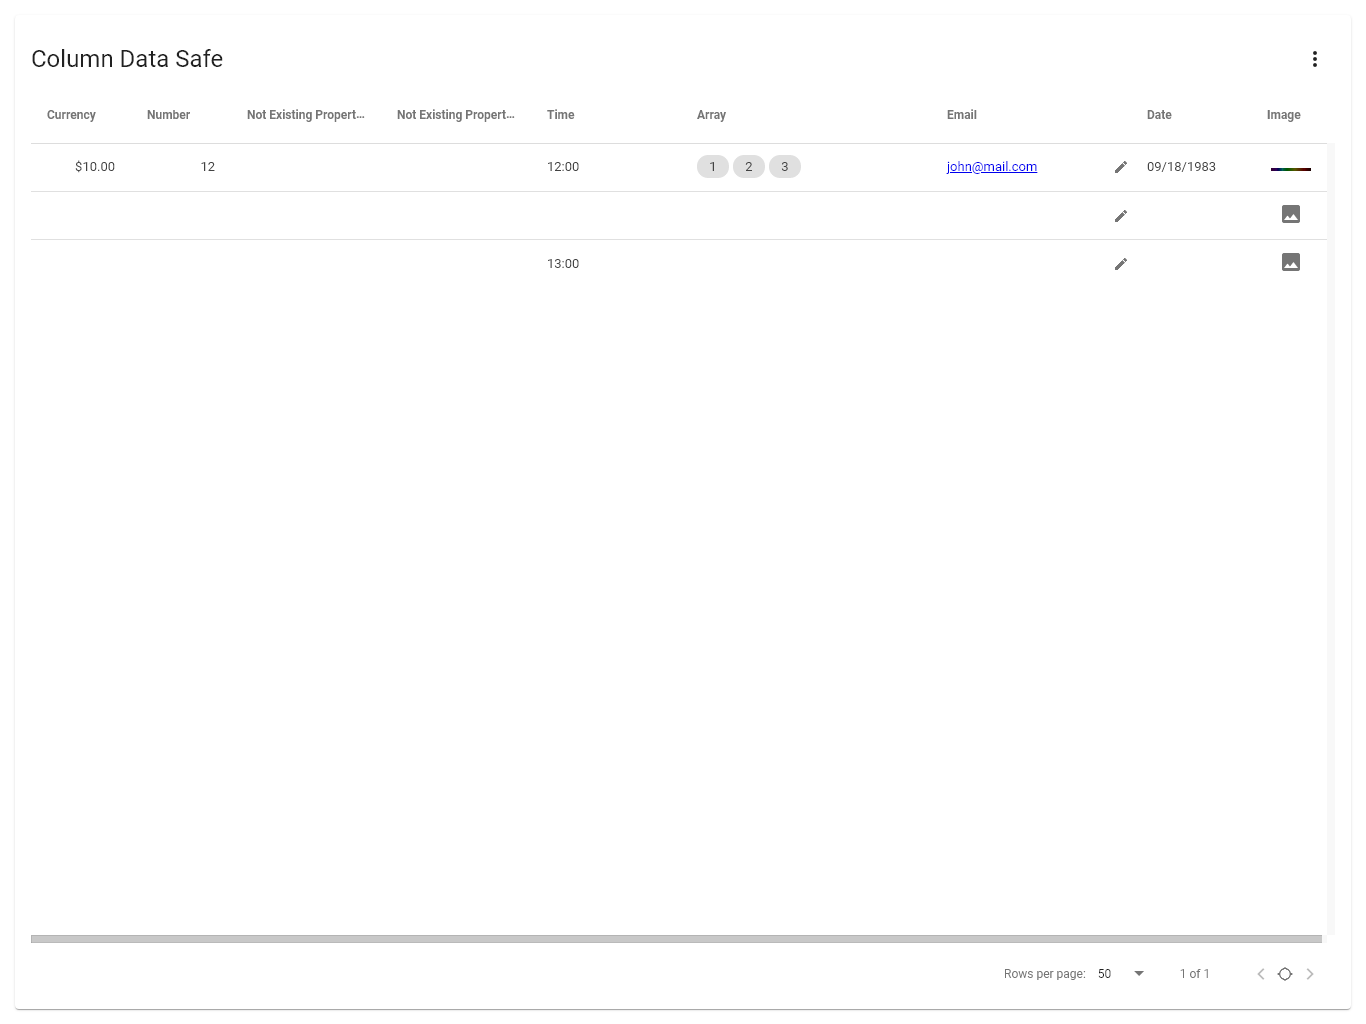 Column Data Safe
Currency Number Not Existing Propert... Not Existing Propert... Time Array Email Date Image
$10.00 12 12:00 1 2 3 john@mail.com 09/18/1983
13:00
Rows per page: 50 1 of 1